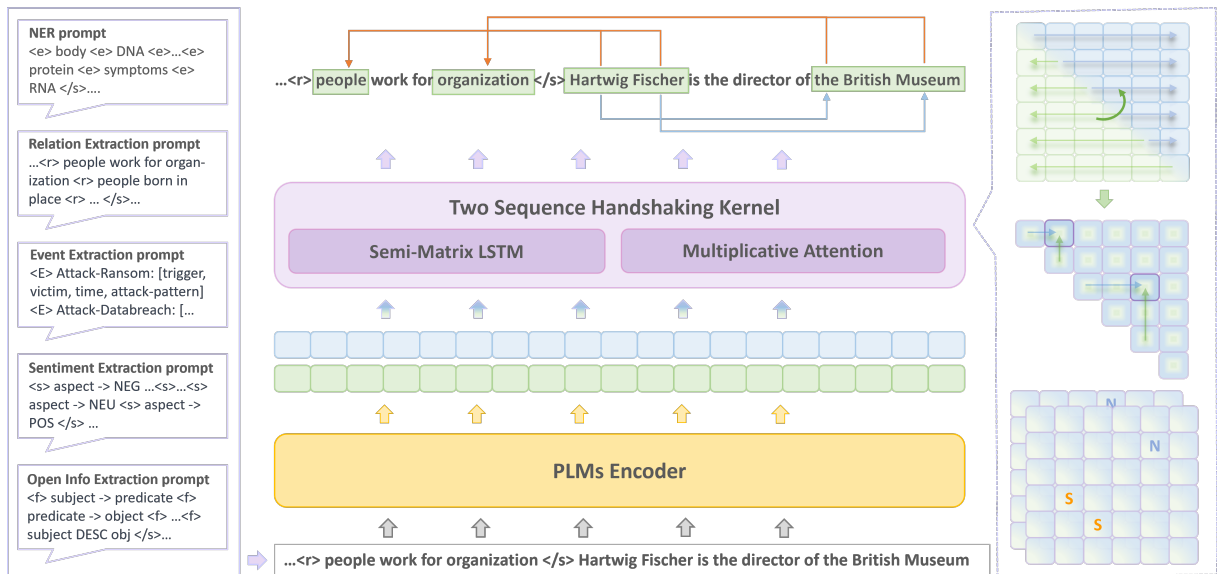 NER prompt
<e> body <e> DNA <e>...<e>
protein <e> symptoms <e>
RNA </s>....
Relation Extraction prompt
...<r> people work for organ-
ization <r> people born in
place <r> ... </s>...
Event Extraction prompt
<E> Attack-Ransom: [trigger,
victim, time, attack-pattern]
<E> Attack-Databreach: [...
Sentiment Extraction prompt
<s> aspect -> NEG ...<s>...<s>
aspect -> NEU <s> aspect ->
POS </s> ...
Open Info Extraction prompt
<f> subject -> predicate <f>
predicate -> object <f> ...<f>
subject DESC obj </s>...
...<r> people work for organization </s> Hartwig Fischer is the director of the British Museum
Two Sequence Handshaking Kernel
Semi-Matrix LSTM
Multiplicative Attention
PLMs Encoder
...<r> people work for organization </s> Hartwig Fischer is the director of the British Museum
N
N
S
S